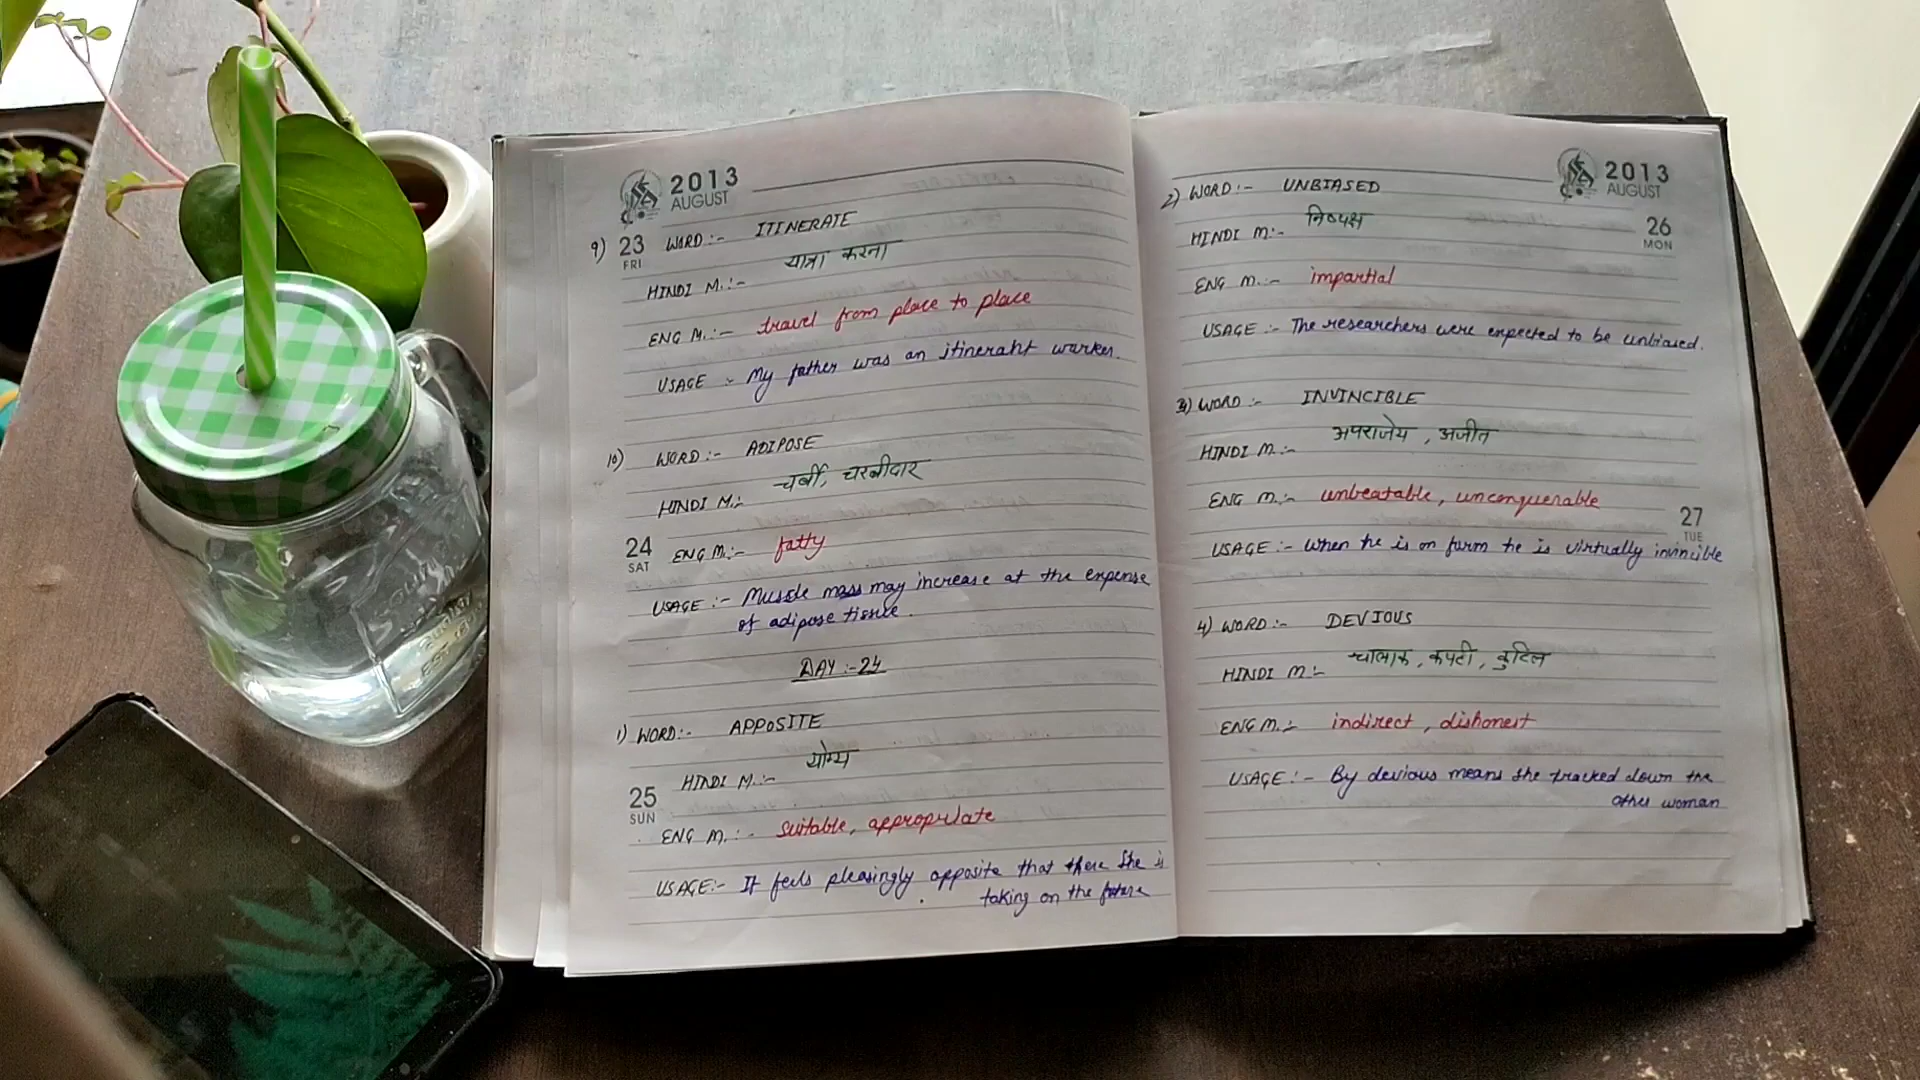 2013
AUGUST
9) 23 FRI WORD:- ITINERATE
HINDI M.:- यात्रा करना
ENG M.:- travel from place to place
USAGE :- My father was an itinerant worker.
10) WORD:- ADIPOSE
HINDI M:- चर्बी, चरबीदार
24 SAT ENG M:- fatty
USAGE:- Muscle mass may increase at the expense
of adipose tissue.
DAY:-24
1) WORD:- APPOSITE
HINDI M.:- योग्य
25 SUN
ENG M.:- suitable, appropriate
USAGE:- It feels pleasingly apposite that there she is
taking on the future
2013
AUGUST
2) WORD:- UNBIASED
26 MON
HINDI M:- निष्पक्ष
ENG M.:- impartial
USAGE:- The researchers were expected to be unbiased.
3) WORD:- INVINCIBLE
HINDI M.:- अपराजेय, अजीत
ENG M.:- unbeatable, unconquerable
27 TUE
USAGE:- When he is on form he is virtually invincible
4) WORD:- DEVIOUS
HINDI M:- चालाक, कपटी, कुटिल
ENG M.:- indirect, dishonest
USAGE:- By devious means she tracked down the
other woman